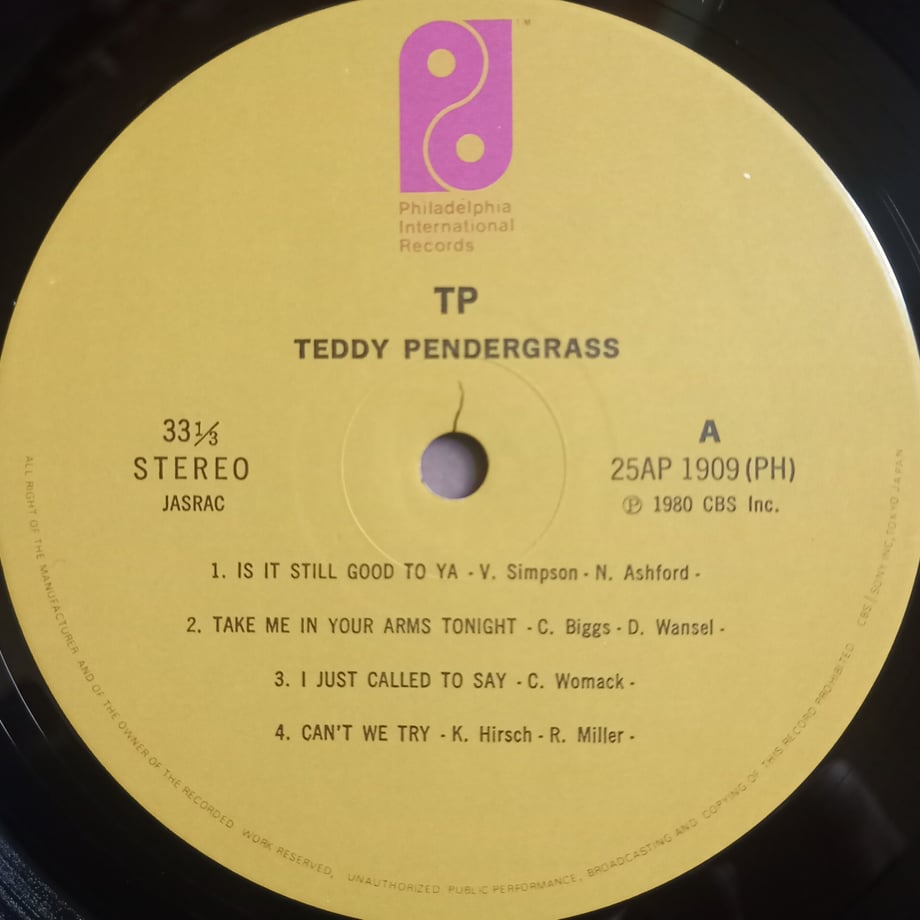 TM
Philadelphia
International
Records
TP
TEDDY PENDERGRASS
33⅓
STEREO
JASRAC
A
25AP 1909 (PH)
Ⓟ 1980 CBS Inc.
1. IS IT STILL GOOD TO YA - V. Simpson - N. Ashford -
2. TAKE ME IN YOUR ARMS TONIGHT - C. Biggs - D. Wansel -
3. I JUST CALLED TO SAY - C. Womack -
4. CAN'T WE TRY - K. Hirsch - R. Miller -
ALL RIGHT OF THE MANUFACTURER AND OF THE OWNER OF THE RECORDED WORK RESERVED, UNAUTHORIZED PUBLIC PERFORMANCE, BROADCASTING AND COPYING OF THIS RECORD PROHIBITED CBS/SONY INC, TOKYO JAPAN